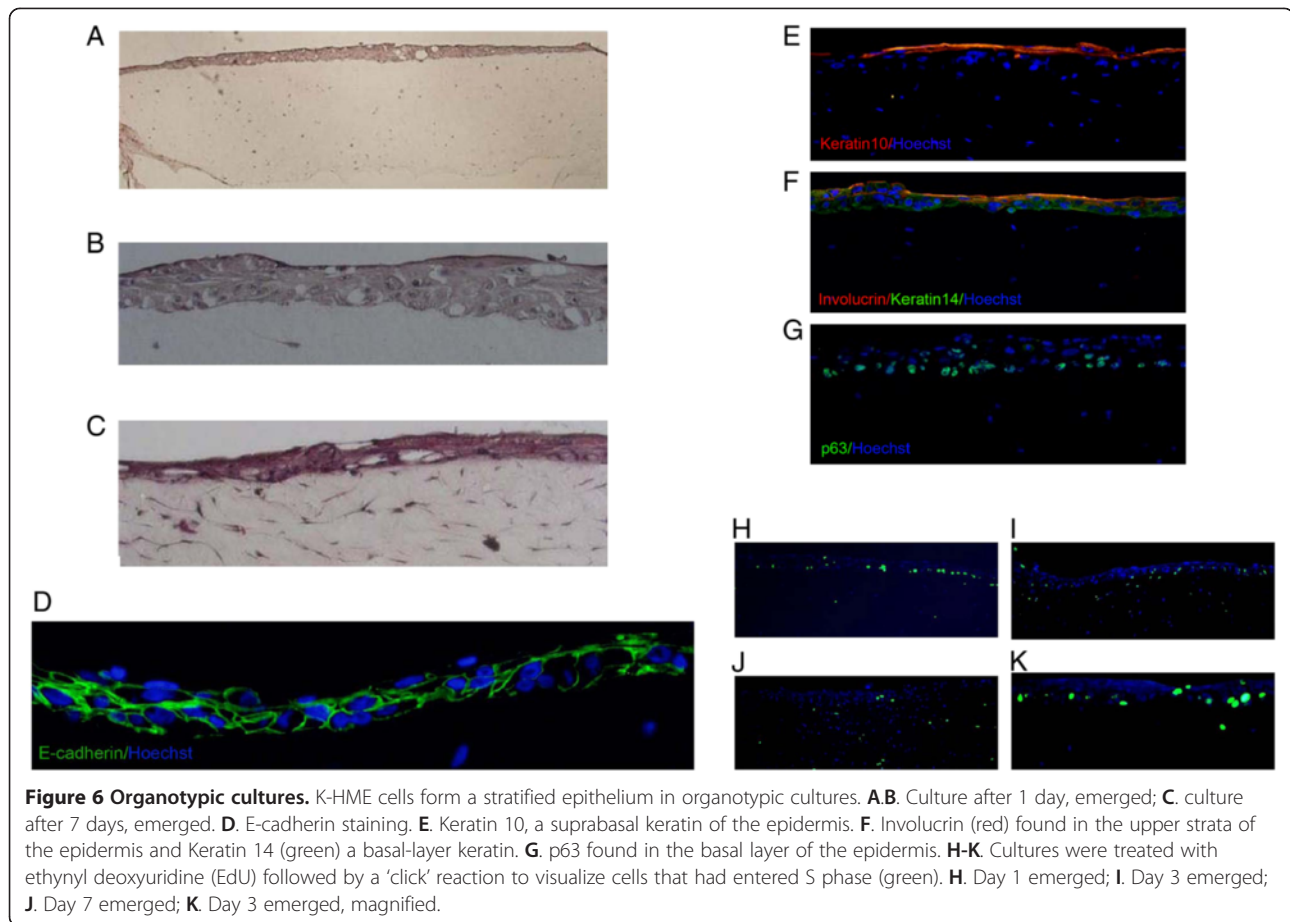 A
B
C
D
E-cadherin/Hoechst
E
Keratin10/Hoechst
F
Involucrin/Keratin14/Hoechst
G
p63/Hoechst
H
I
J
K
Figure 6 Organotypic cultures. K-HME cells form a stratified epithelium in organotypic cultures. A.B. Culture after 1 day, emerged; C. culture
after 7 days, emerged. D. E-cadherin staining. E. Keratin 10, a suprabasal keratin of the epidermis. F. Involucrin (red) found in the upper strata of
the epidermis and Keratin 14 (green) a basal-layer keratin. G. p63 found in the basal layer of the epidermis. H-K. Cultures were treated with
ethynyl deoxyuridine (EdU) followed by a ‘click’ reaction to visualize cells that had entered S phase (green). H. Day 1 emerged; I. Day 3 emerged;
J. Day 7 emerged; K. Day 3 emerged, magnified.